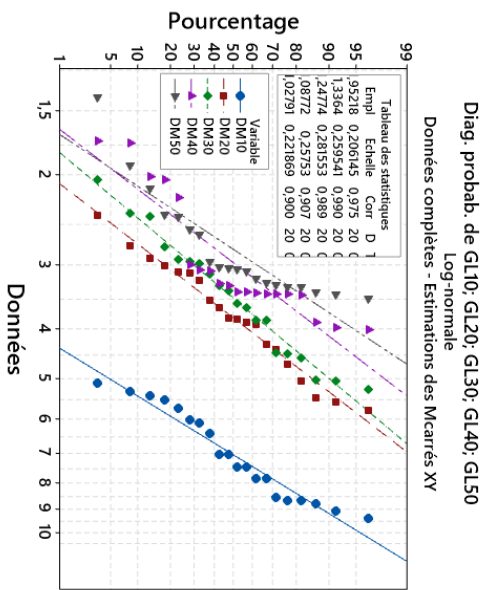 Diag. probab. de GL10; GL20; GL30; GL40; GL50
Log-normale
Données complètes - Estimations des Mcarrés XY
Pourcentage
99
95
90
80
70
60
50
40
30
20
10
5
1
Tableau des statistiques
Empl Echelle Corr D
,95218 0,206145 0,975 20
1,3364 0,259541 0,990 20
,24774 0,281553 0,989 20
,08772 0,25753 0,907 20
1,02791 0,221869 0,900 20
Variable
DM10
DM20
DM30
DM40
DM50
1,5 2 3 4 5 6 7 8 9 10
Données